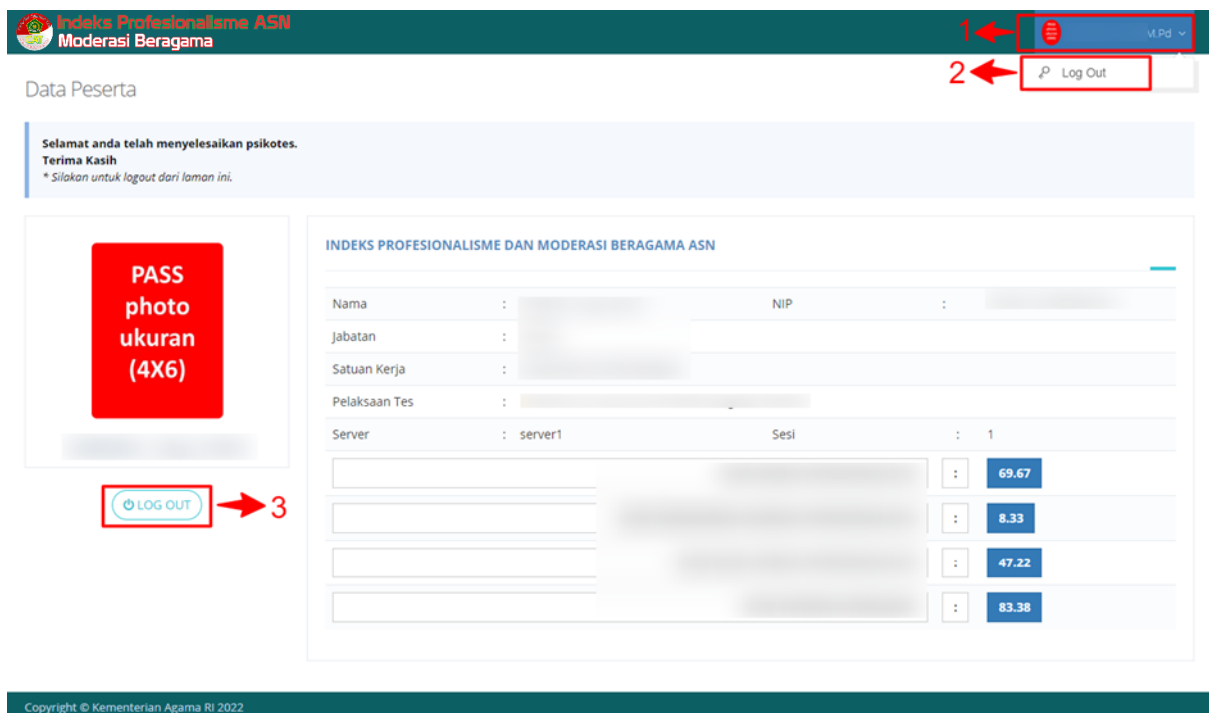 Indeks Profesionalisme ASN
Moderasi Beragama
1
M.Pd
2
Log Out
Data Peserta
Selamat anda telah menyelesaikan psikotes.
Terima Kasih
* Silakan untuk logout dari laman ini.
PASS
photo
ukuran
(4X6)
LOG OUT
3
INDEKS PROFESIONALISME DAN MODERASI BERAGAMA ASN
Nama : NIP :
Jabatan :
Satuan Kerja :
Pelaksaan Tes :
Server : server1 Sesi : 1
: 69.67
: 8.33
: 47.22
: 83.38
Copyright © Kementerian Agama RI 2022